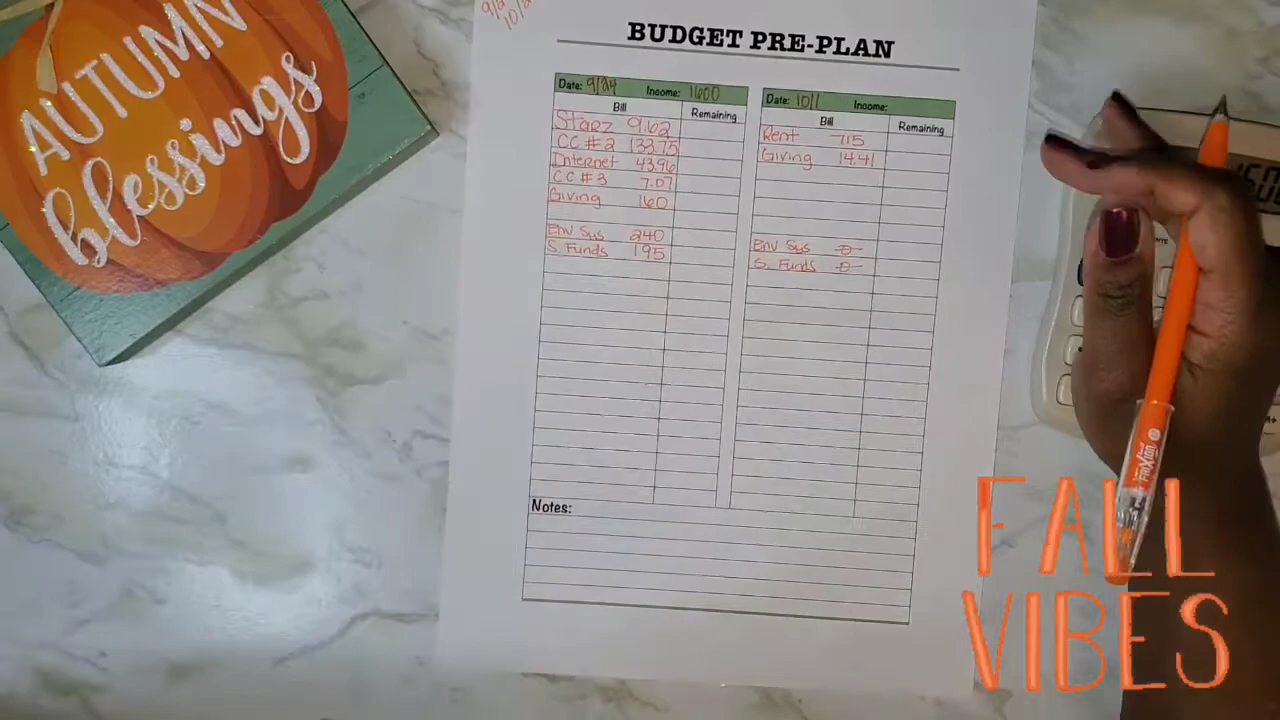 AUTUMN
blessings
BUDGET PRE-PLAN
Date: 9/24 Income: 1600
Bill Remaining
Starz 9.62
CC #2 133.75
Internet 43.96
CC #3 7.07
Giving 160
Env Sys 240
S. Funds 195
Date: 10/1 Income:
Bill Remaining
Rent 715
Giving 14.41
Env Sys -0-
S. Funds -0-
Notes:
FRIXION
FALL
VIBES